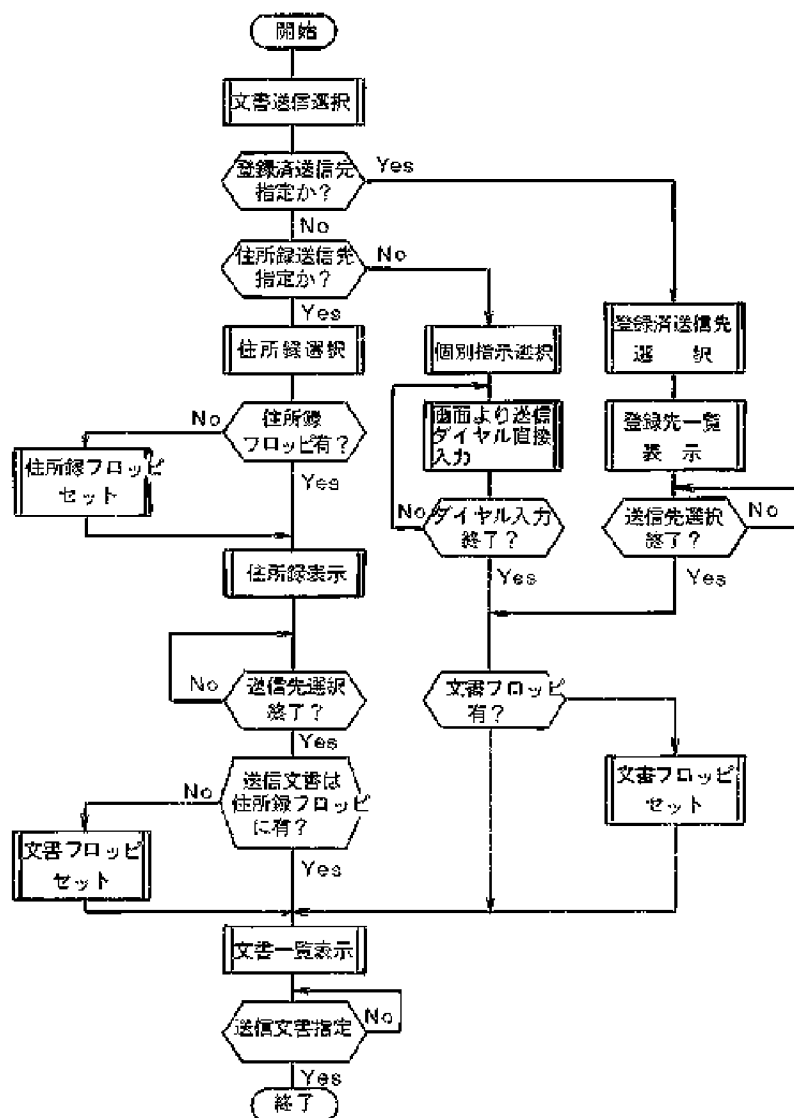 開始
文書送信選択
登録済送信先
指定か?
Yes
No
住所録送信先
指定か?
No
Yes
住所録選択
個別指示選択
登録済送信先
選 択
No
住所録
フロッピ有?
画面より送信
ダイヤル直接
入力
登録先一覧
表 示
住所録フロッピ
セット
Yes
No
ダイヤル入力
終了?
送信先選択
終了?
No
住所録表示
Yes
Yes
No
送信先選択
終了?
文書フロッピ
有?
Yes
No
送信文書は
住所録フロッピ
に有?
文書フロッピ
セット
文書フロッピ
セット
Yes
文書一覧表示
送信文書指定
No
Yes
終了